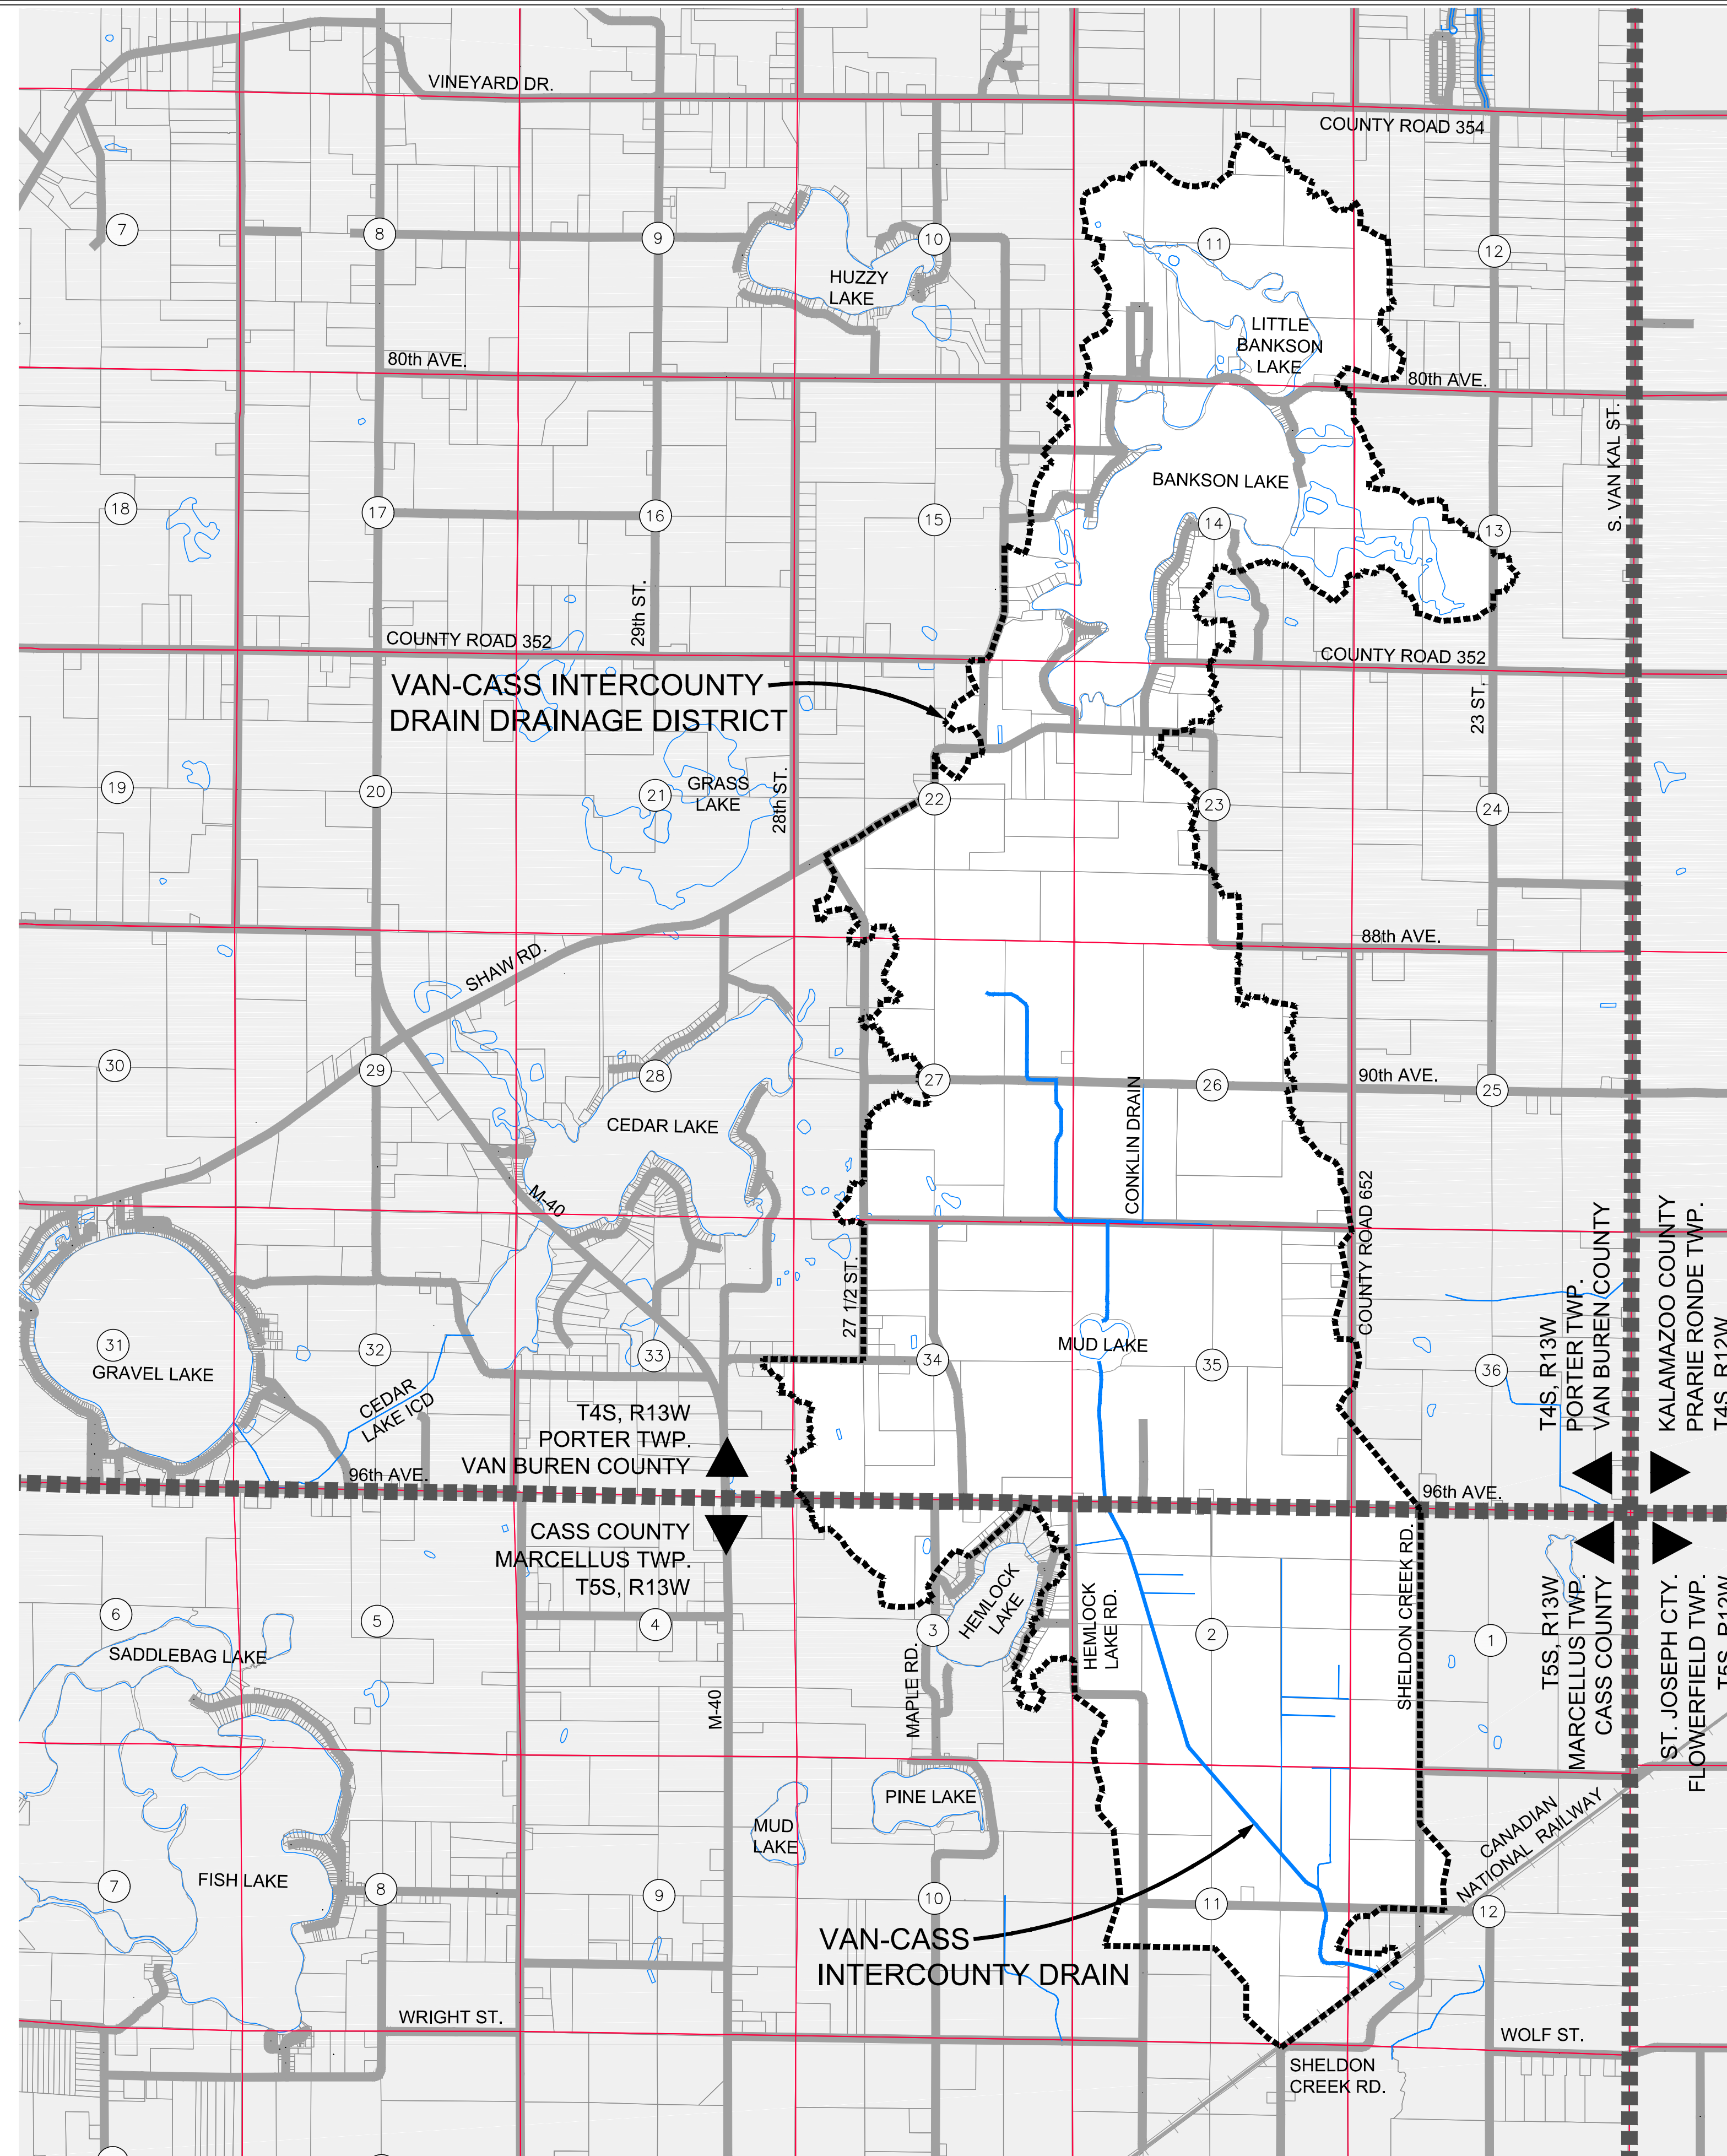 VINEYARD DR.
COUNTY ROAD 354
7
8
9
10
11
12
HUZZY
LAKE
LITTLE
BANKSON
LAKE
80th AVE.
80th AVE.
S. VAN KAL ST.
BANKSON LAKE
18
17
16
15
14
13
29th ST.
COUNTY ROAD 352
COUNTY ROAD 352
VAN-CASS INTERCOUNTY
DRAIN DRAINAGE DISTRICT
23 ST.
28th ST.
19
20
21
GRASS
LAKE
22
23
24
88th AVE.
SHAW RD.
30
29
28
27
26
25
90th AVE.
CEDAR LAKE
CONKLIN DRAIN
M-40
COUNTY ROAD 652
27 1/2 ST.
MUD LAKE
31
GRAVEL LAKE
32
33
34
35
36
CEDAR
LAKE ICD
T4S, R13W
PORTER TWP.
VAN BUREN COUNTY
T4S, R13W
PORTER TWP.
VAN BUREN COUNTY
KALAMAZOO COUNTY
PRARIE RONDE TWP.
T4S, R12W
96th AVE.
96th AVE.
CASS COUNTY
MARCELLUS TWP.
T5S, R13W
HEMLOCK
LAKE
HEMLOCK
LAKE RD.
SHELDON CREEK RD.
T5S, R13W
MARCELLUS TWP.
CASS COUNTY
ST. JOSEPH CTY.
FLOWERFIELD TWP.
T5S, R12W
6
5
4
3
2
1
SADDLEBAG LAKE
M-40
MAPLE RD.
PINE LAKE
MUD
LAKE
CANADIAN
NATIONAL RAILWAY
FISH LAKE
7
8
9
10
11
12
VAN-CASS
INTERCOUNTY DRAIN
WRIGHT ST.
WOLF ST.
SHELDON
CREEK RD.